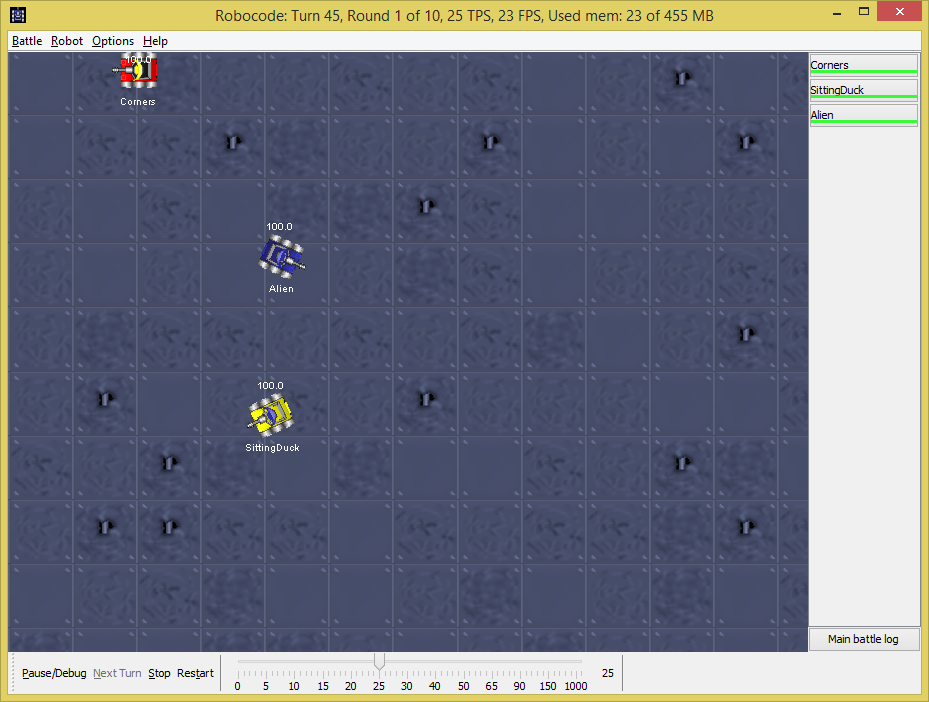 Robocode: Turn 45, Round 1 of 10, 25 TPS, 23 FPS, Used mem: 23 of 455 MB
Battle Robot Options Help
100.0
Corners
100.0
Alien
100.0
SittingDuck
Corners
SittingDuck
Alien
Main battle log
Pause/Debug Next Turn Stop Restart
0 5 10 15 20 25 30 40 50 65 90 150 1000
25